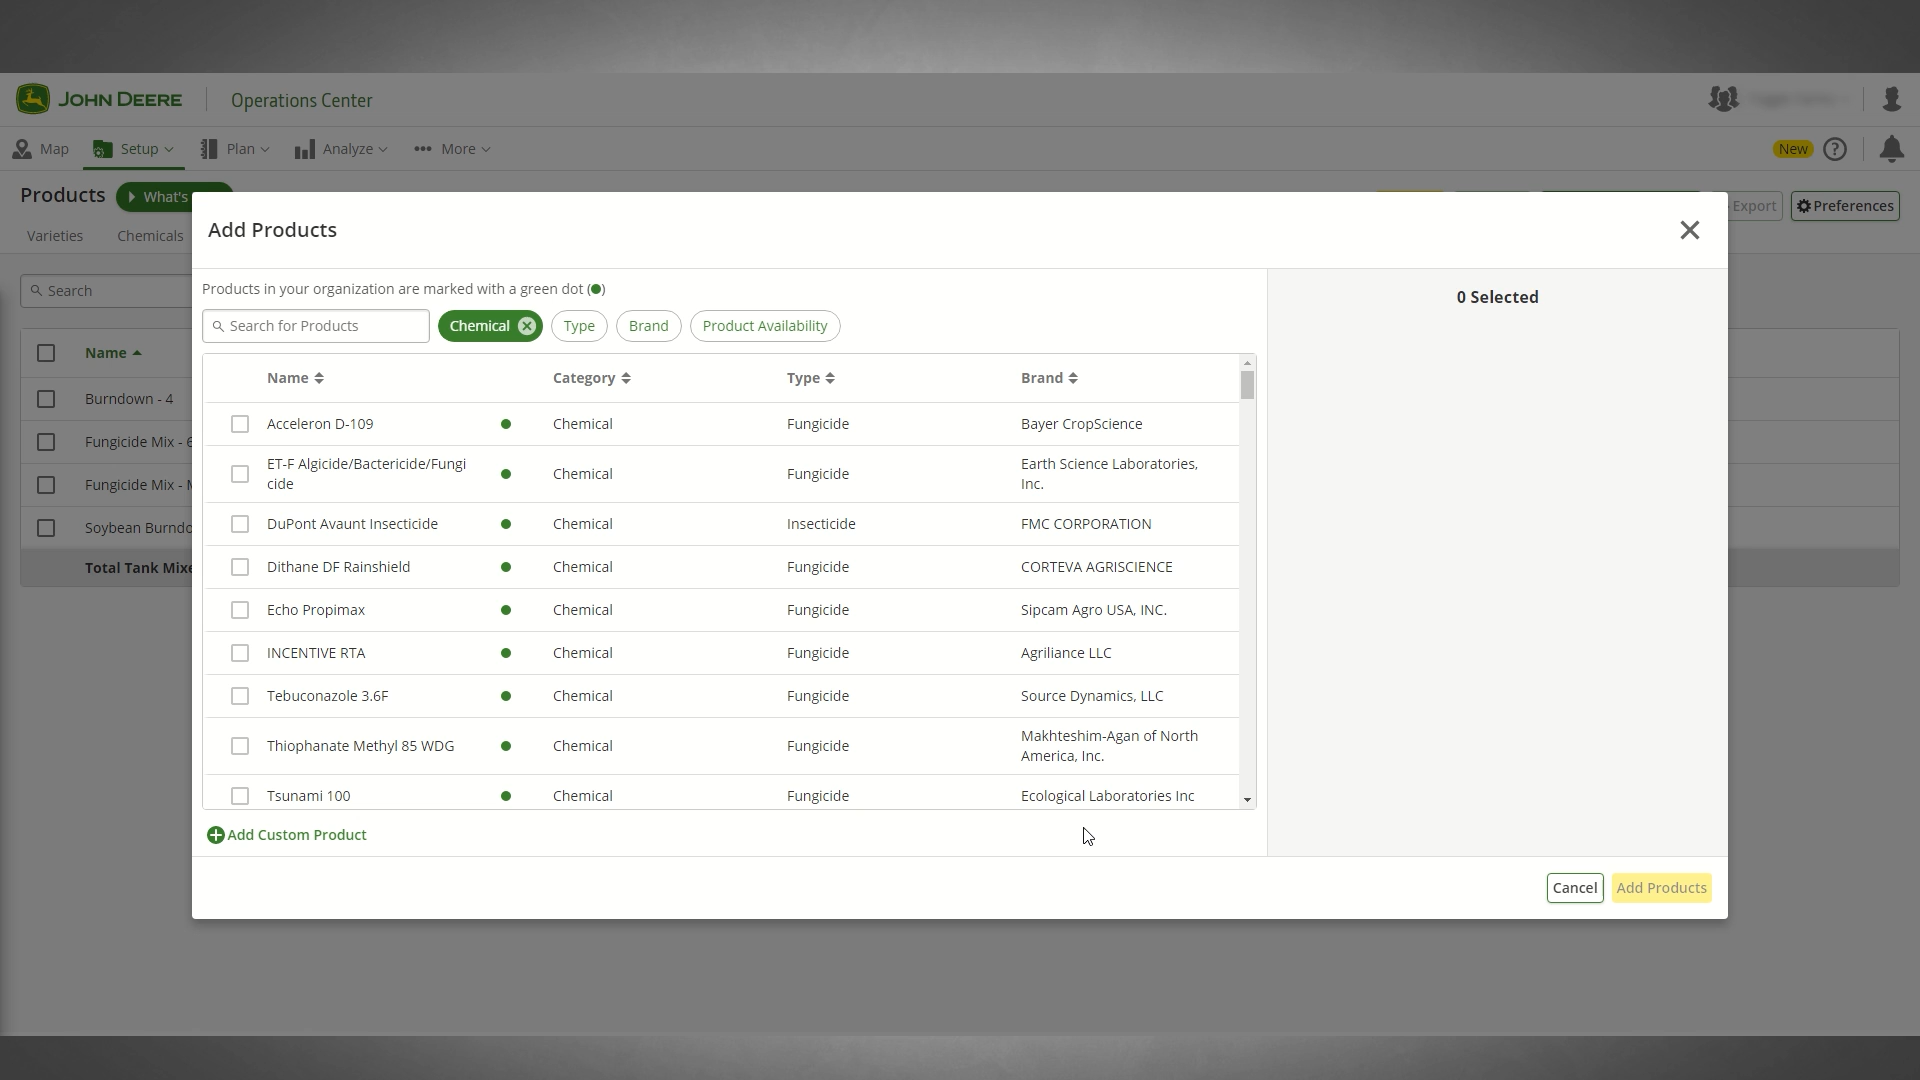 JOHN DEERE
Operations Center
Map
Setup
Plan
Analyze
More
New
?
Products
What's
Export
Preferences
Varieties
Chemicals
Search
Name
Burndown - 4
Fungicide Mix - 6
Fungicide Mix - M
Soybean Burndo
Total Tank Mixe
Add Products
Products in your organization are marked with a green dot (●)
Search for Products
Chemical
Type
Brand
Product Availability
0 Selected
Name Category Type Brand
Acceleron D-109 Chemical Fungicide Bayer CropScience
ET-F Algicide/Bactericide/Fungi
cide
Chemical Fungicide
Earth Science Laboratories,
Inc.
DuPont Avaunt Insecticide Chemical Insecticide FMC CORPORATION
Dithane DF Rainshield Chemical Fungicide CORTEVA AGRISCIENCE
Echo Propimax Chemical Fungicide Sipcam Agro USA, INC.
INCENTIVE RTA Chemical Fungicide Agriliance LLC
Tebuconazole 3.6F Chemical Fungicide Source Dynamics, LLC
Thiophanate Methyl 85 WDG Chemical Fungicide
Makhteshim-Agan of North
America, Inc.
Tsunami 100 Chemical Fungicide Ecological Laboratories Inc
Add Custom Product
Cancel
Add Products